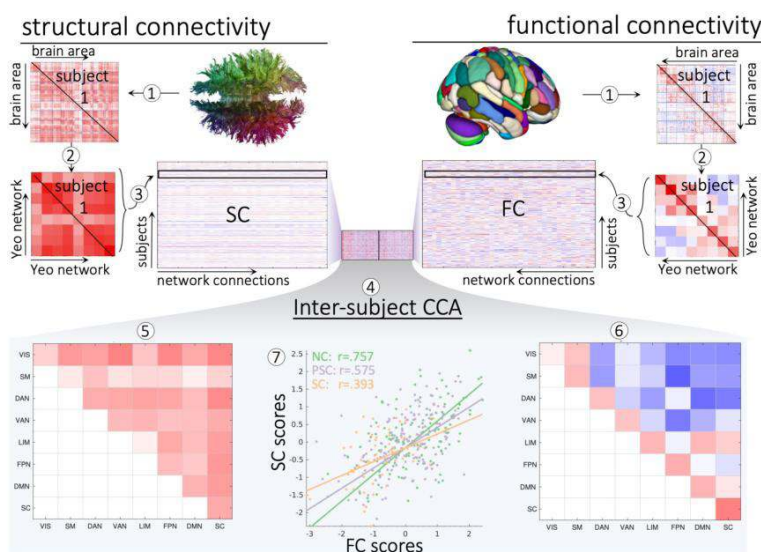 structural connectivity
functional connectivity
brain area
brain area
subject
1
1
1
brain area
brain area
subject
1
2
2
Yeo network
Yeo network
subject
1
3
SC
subjects
network connections
FC
subjects
network connections
3
subject
1
Yeo network
Yeo network
4
Inter-subject CCA
5
VIS
SM
DAN
VAN
LIM
FPN
DMN
SC
VIS SM DAN VAN LIM FPN DMN SC
7
NC: r=.757
PSC: r=.575
SC: r=.393
SC scores
2.5
2
1.5
1
0.5
0
-0.5
-1
-1.5
-2
-3 -2 -1 0 1 2
FC scores
6
VIS
SM
DAN
VAN
LIM
FPN
DMN
SC
VIS SM DAN VAN LIM FPN DMN SC